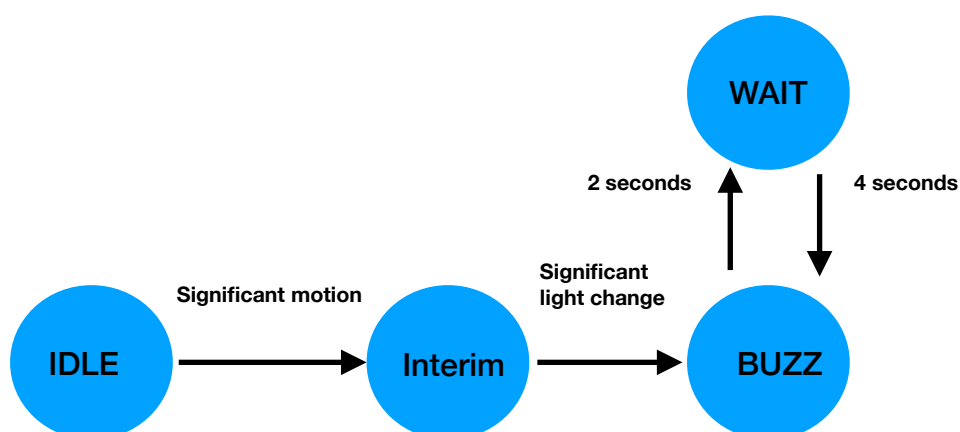 WAIT
2 seconds
4 seconds
Significant motion
Significant
light change
IDLE
Interim
BUZZ